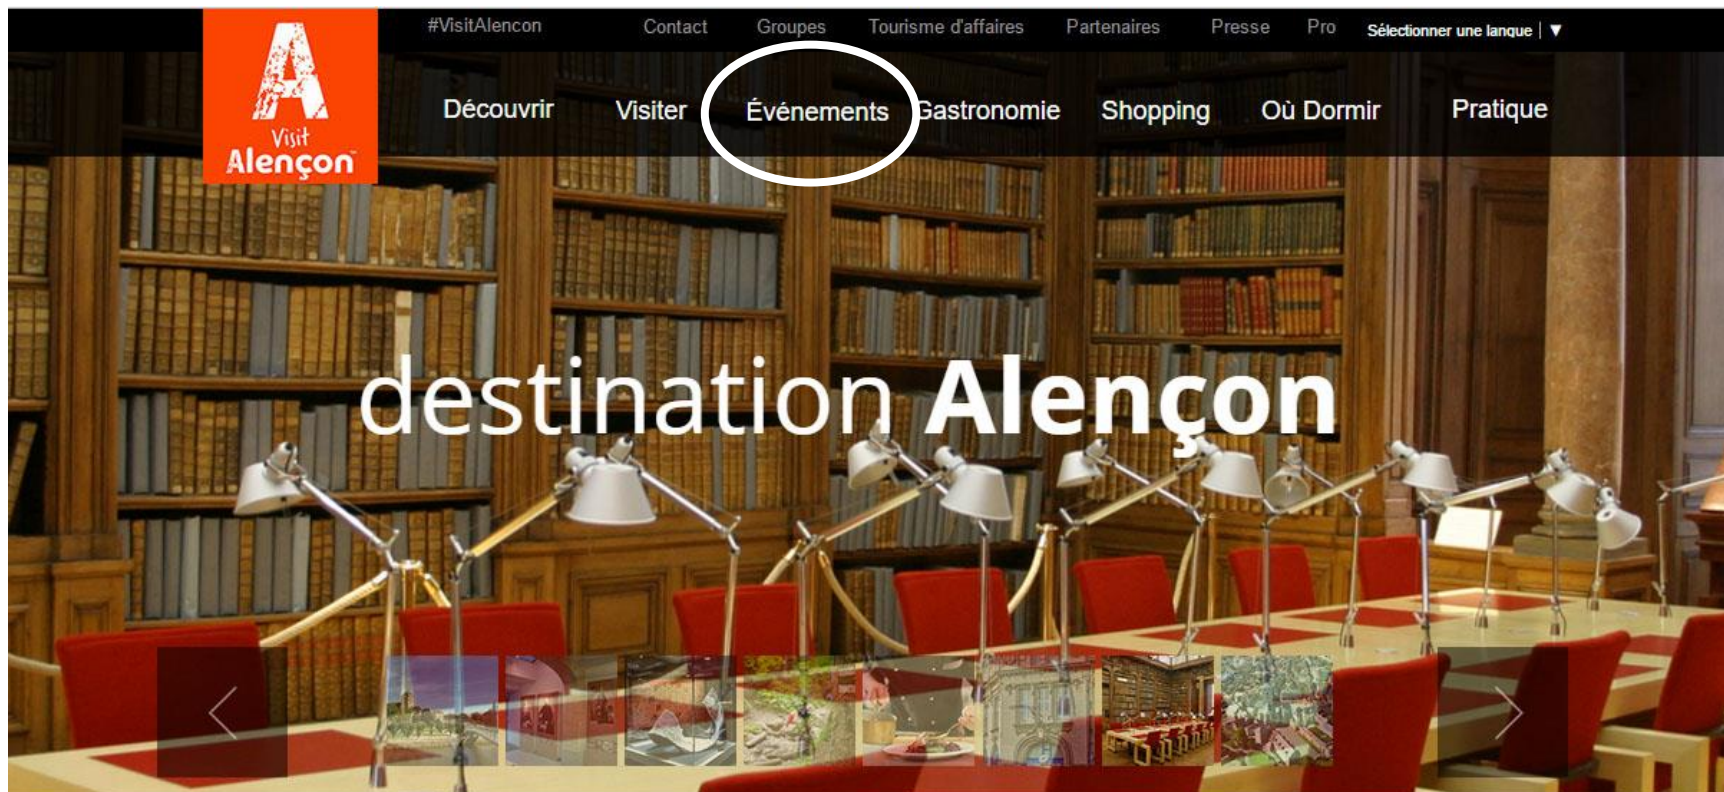 #VisitAlencon Contact Groupes Tourisme d'affaires Partenaires Presse Pro Sélectionner une langue | ▼
A
Visit
Alençon™
Découvrir Visiter Événements Gastronomie Shopping Où Dormir Pratique
destination Alençon